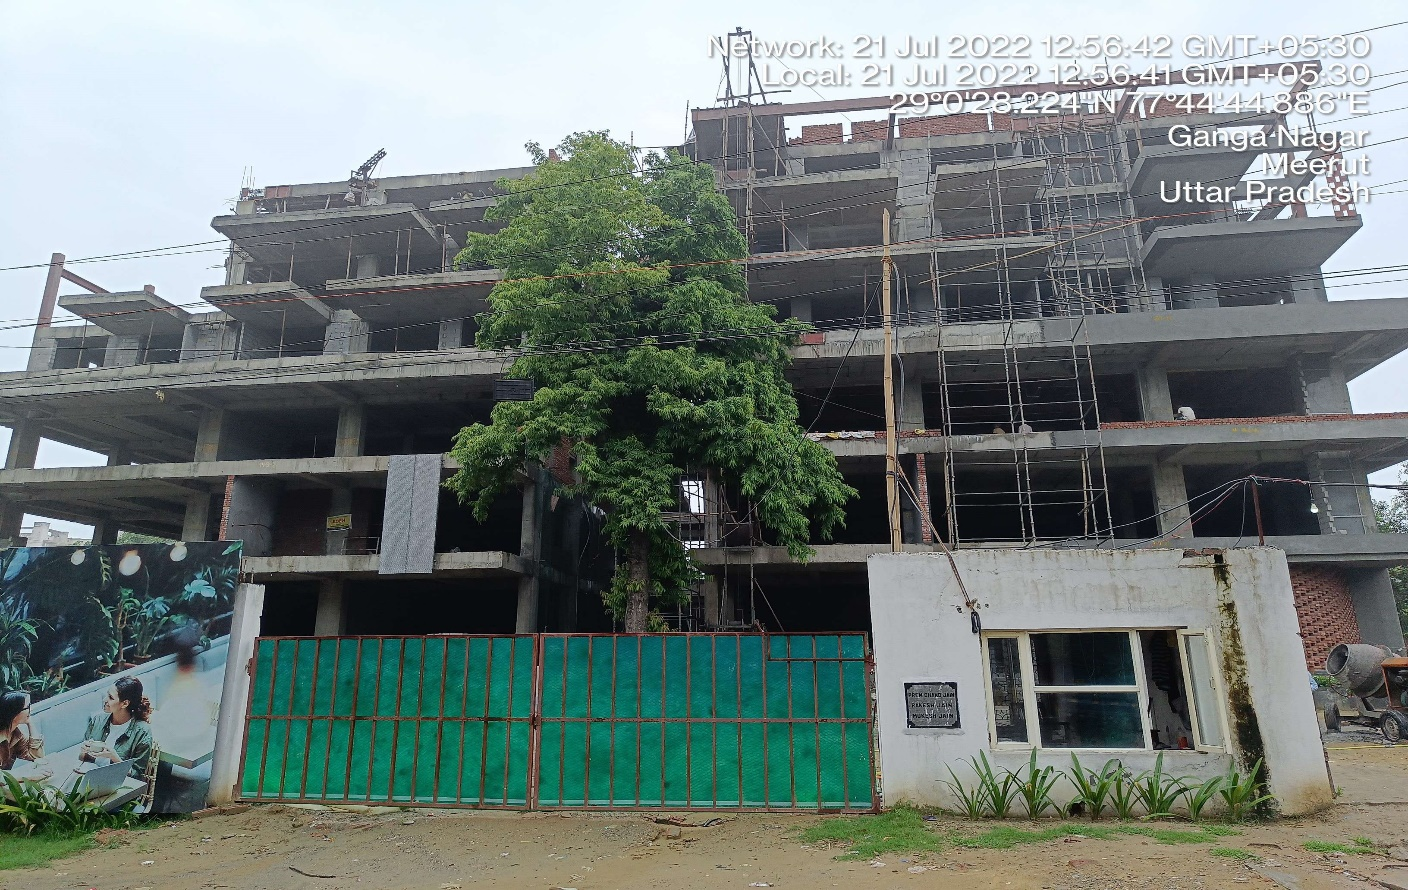 Network: 21 Jul 2022 12:56:42 GMT+05:30
Local: 21 Jul 2022 12:56:41 GMT+05:30
29°0'28.224"N 77°44'44.886"E
Ganga Nagar
Meerut
Uttar Pradesh
PREM CHAND JAIN
RAKESH JAIN
MUKESH JAIN